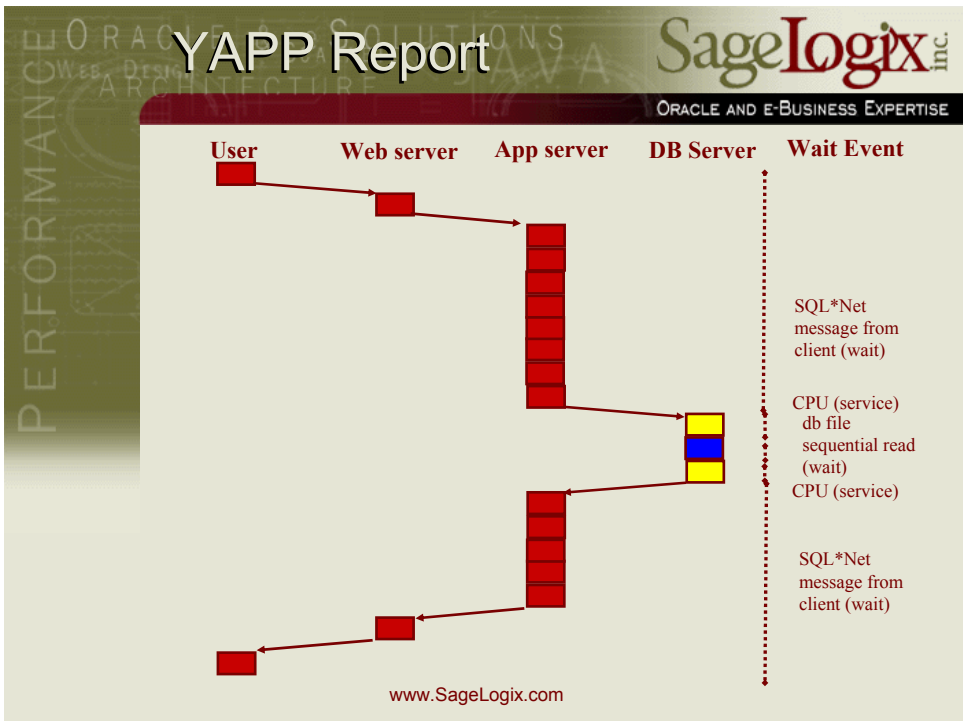 ORACLE SOLUTIONS
WEB DESIGN JAVA
ARCHITECTURE
PERFORMANCE
YAPP Report
SageLogix inc.
ORACLE AND E-BUSINESS EXPERTISE
User Web server App server DB Server Wait Event
SQL*Net
message from
client (wait)
CPU (service)
db file
sequential read
(wait)
CPU (service)
SQL*Net
message from
client (wait)
www.SageLogix.com